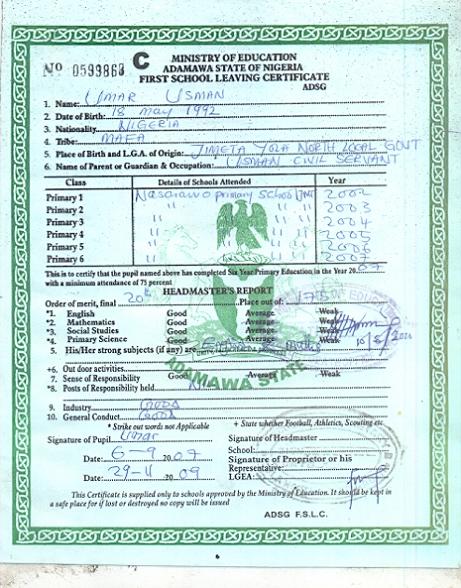 No 0599868 C MINISTRY OF EDUCATION
ADAMAWA STATE OF NIGERIA
FIRST SCHOOL LEAVING CERTIFICATE
ADSG
1. Name: UMAR USMAN
2. Date of Birth: 18 May 1992
3. Nationality: NIGERIA
4. Tribe: MAFA
5. Place of Birth and L.G.A. of Origin: JIMETA YOLA NORTH LOCAL GOVT
6. Name of Parent or Guardian & Occupation: USMAN CIVIL SERVANT
Class Details of Schools Attended Year
Primary 1 Nasarawo primary school 2002
Primary 2 " " 2003
Primary 3 " " 2004
Primary 4 " " 2005
Primary 5 " " 2006
Primary 6 " " 2007
This is to certify that the pupil named above has completed Six Year Primary Education, in the Year 2007
with a minimum attendance of 75 percent
HEADMASTER'S REPORT
Order of merit, final 20th Place out of:
*1. English Good Average Weak
*2. Mathematics Good Average Weak
*3. Social Studies Good Average Weak
*4. Primary Science Good Average Weak
5. His/Her strong subjects (if any) are
ADAMAWA STATE
+6. Out door activities
7. Sense of Responsibility Good Average Weak
*8. Posts of Responsibility held
9. Industry Good
10. General Conduct Good
* Strike out words not Applicable + State whether Football, Athletics, Scouting etc
Signature of Pupil Umar Signature of Headmaster
School:
Date: 6-9 2007 Signature of Proprietor or his
Representative:
Date: 29-11 2009 LGEA:
This Certificate is supplied only to schools approved by the Ministry of Education. It should be kept in
a safe place for if lost or destroyed no copy will be issued
ADSG F.S.L.C.
6